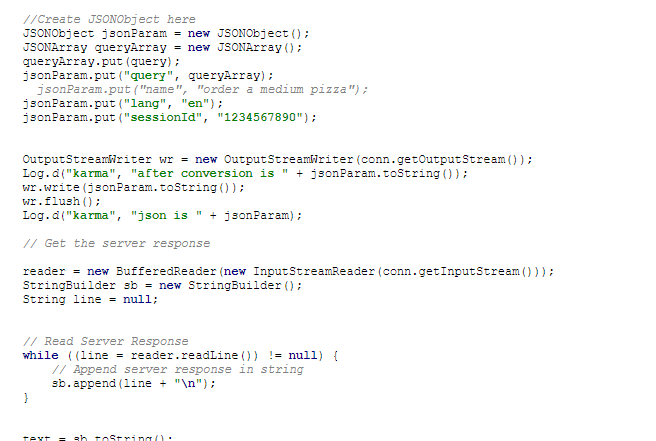 //Create JSONObject here
JSONObject jsonParam = new JSONObject();
JSONArray queryArray = new JSONArray();
queryArray.put(query);
jsonParam.put("query", queryArray);
  jsonParam.put("name", "order a medium pizza");
jsonParam.put("lang", "en");
jsonParam.put("sessionId", "1234567890");
OutputStreamWriter wr = new OutputStreamWriter(conn.getOutputStream());
Log.d("karma", "after conversion is " + jsonParam.toString());
wr.write(jsonParam.toString());
wr.flush();
Log.d("karma", "json is " + jsonParam);
// Get the server response
reader = new BufferedReader(new InputStreamReader(conn.getInputStream()));
StringBuilder sb = new StringBuilder();
String line = null;
// Read Server Response
while ((line = reader.readLine()) != null) {
    // Append server response in string
    sb.append(line + "\n");
}
text = sb.toString();